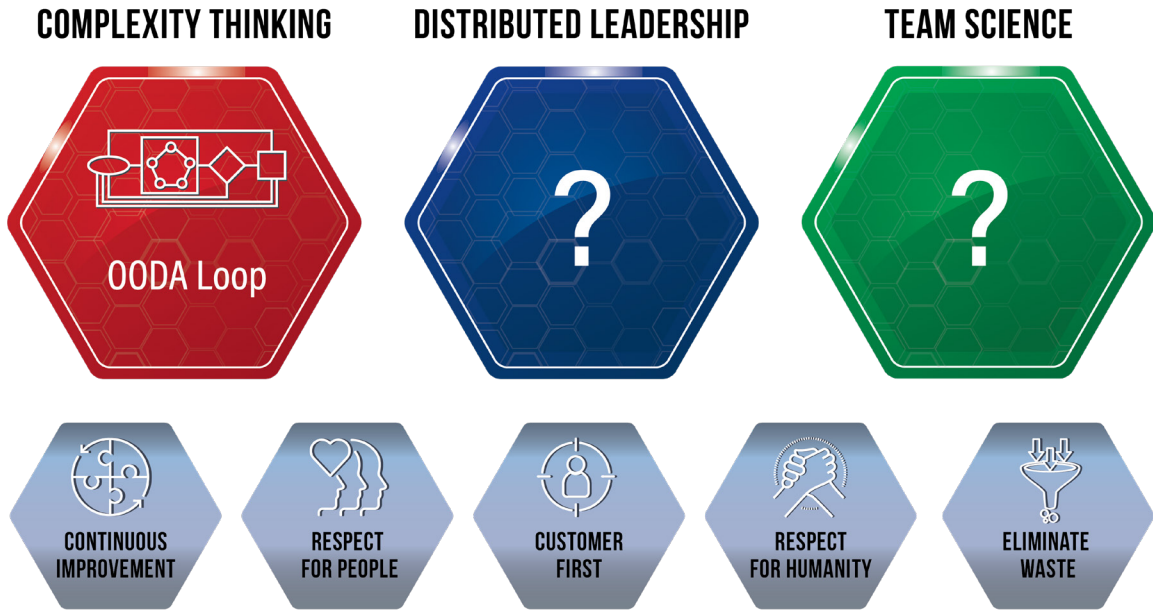 COMPLEXITY THINKING
DISTRIBUTED LEADERSHIP
TEAM SCIENCE
OODA Loop
?
?
CONTINUOUS
IMPROVEMENT
RESPECT
FOR PEOPLE
CUSTOMER
FIRST
RESPECT
FOR HUMANITY
ELIMINATE
WASTE